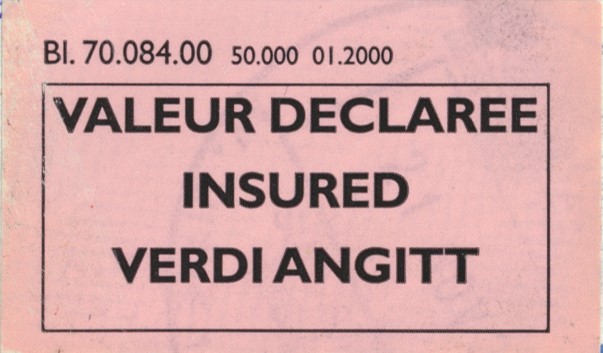 Bl. 70.084.00 50.000 01.2000
VALEUR DECLAREE
INSURED
VERDI ANGITT